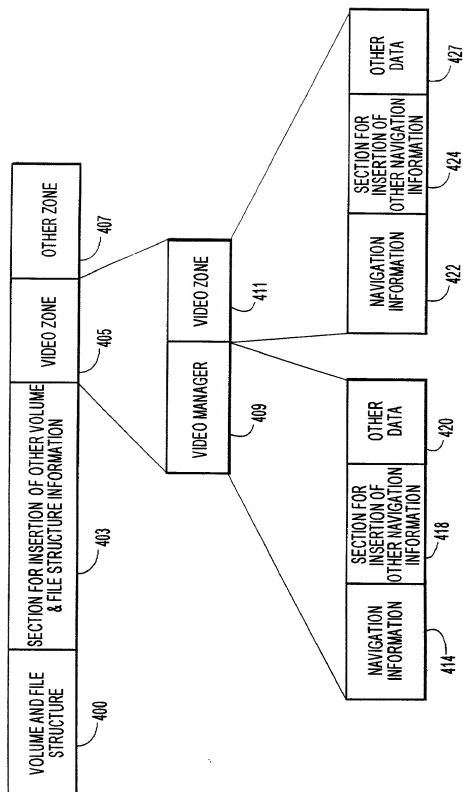 VOLUME AND FILE
STRUCTURE
400
SECTION FOR INSERTION OF OTHER VOLUME
& FILE STRUCTURE INFORMATION
403
VIDEO ZONE
405
OTHER ZONE
407
VIDEO MANAGER
409
VIDEO ZONE
411
NAVIGATION
INFORMATION
414
SECTION FOR
INSERTION OF
OTHER NAVIGATION
INFORMATION
418
OTHER
DATA
420
NAVIGATION
INFORMATION
422
SECTION FOR
INSERTION OF
OTHER NAVIGATION
INFORMATION
424
OTHER
DATA
427